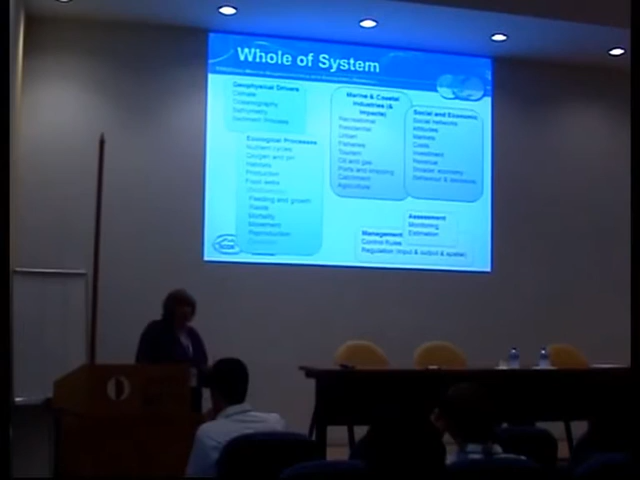 Whole of System
Geophysical Drivers
Climate
Oceanography
Bathymetry
Sediment Process
Ecological Processes
Nutrient cycles
Oxygen and pH
Habitats
Production
Food webs
Feeding and growth
Waste
Mortality
Movement
Reproduction
Marine & Coastal
Industries (&
Impacts)
Recreational
Residential
Urban
Fisheries
Tourism
Oil and gas
Ports and shipping
Catchment
Agriculture
Social and Economic
Social networks
Attitudes
Markets
Costs
Investment
Revenue
Broader economy
Behaviour & decisions
Assessment
Monitoring
Estimation
Management
Control Rules
Regulation (input & output & spatial)